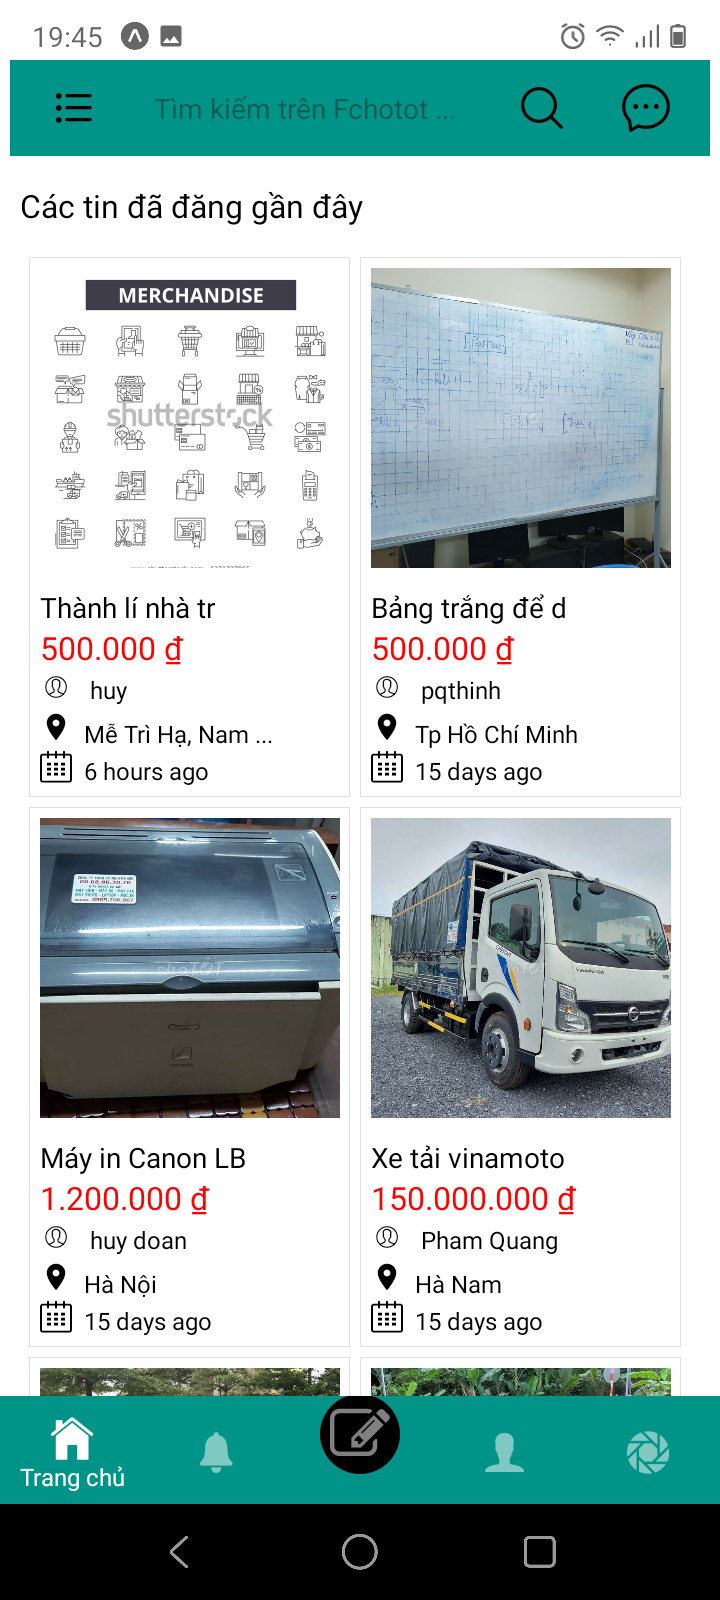 19:45
Tìm kiếm trên Fchotot ...
Các tin đã đăng gần đây
MERCHANDISE
shutterstock
Thành lí nhà tr
500.000 ₫
huy
Mễ Trì Hạ, Nam ...
6 hours ago
Bảng trắng để d
500.000 ₫
pqthinh
Tp Hồ Chí Minh
15 days ago
Máy in Canon LB
1.200.000 ₫
huy doan
Hà Nội
15 days ago
Xe tải vinamoto
150.000.000 ₫
Pham Quang
Hà Nam
15 days ago
Trang chủ